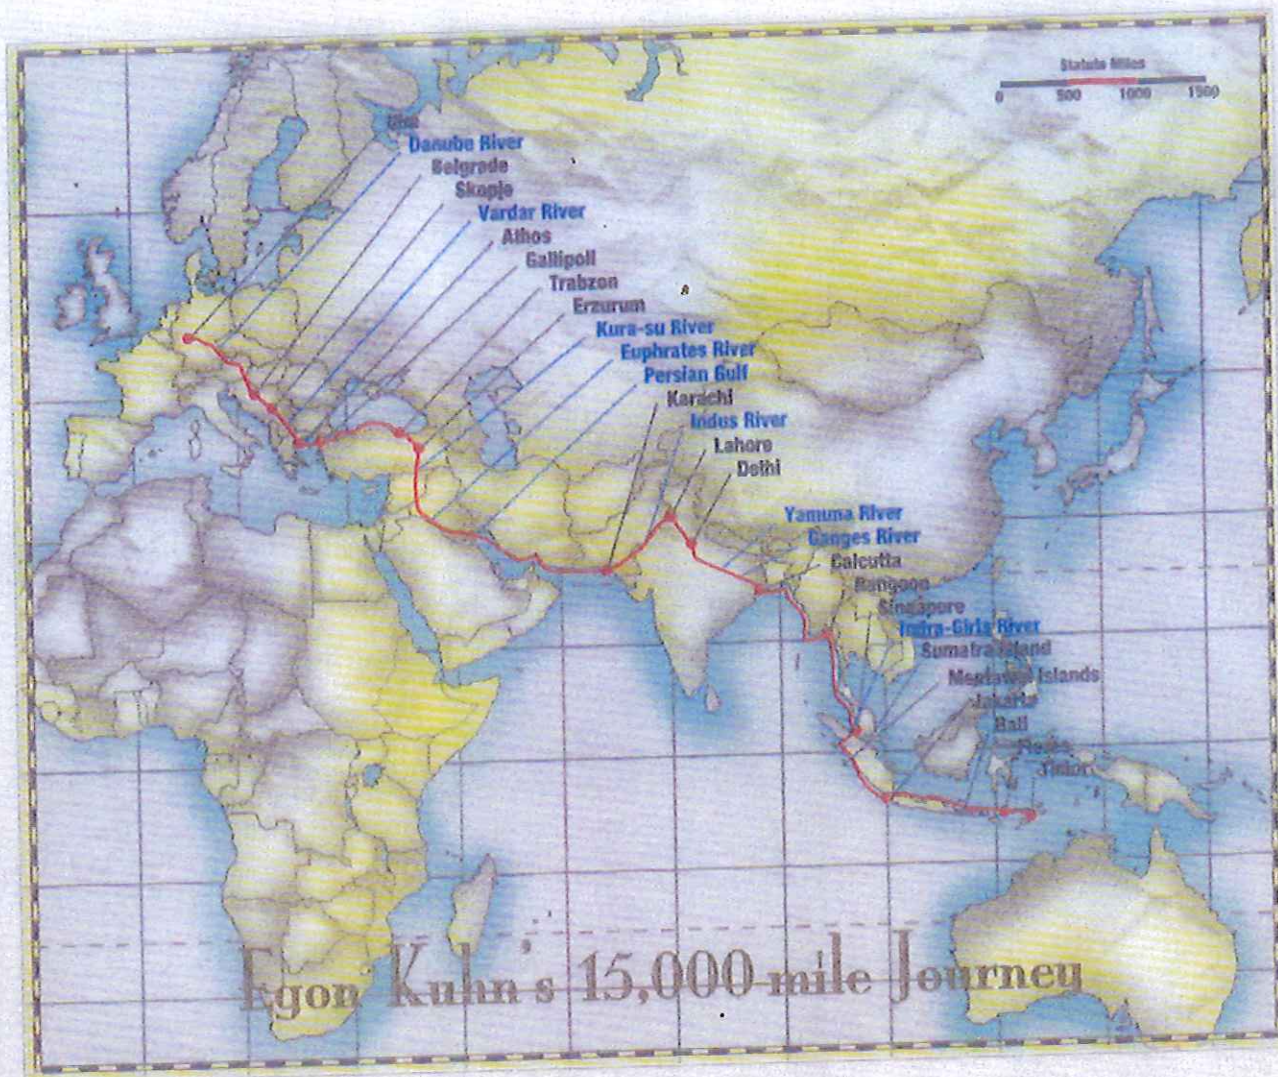 Statute Miles
0 500 1000 1500
Ulm
Danube River
Belgrade
Skopje
Vardar River
Athos
Gallipoli
Trabzon
Erzurum
Kura-su River
Euphrates River
Persian Gulf
Karachi
Indus River
Lahore
Delhi
Yamuna River
Ganges River
Calcutta
Rangoon
Singapore
Indra-Giris River
Sumatra Island
Mentawai Islands
Jakarta
Bali
Flores
Timor
Egon Kuhn's 15,000 mile Journey